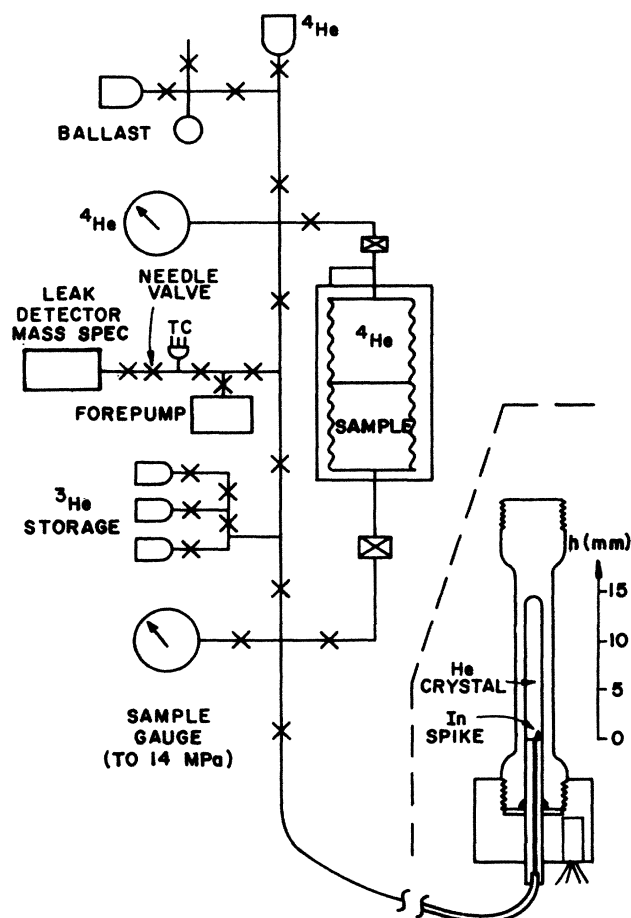 ⁴He
BALLAST
⁴He
NEEDLE
VALVE
LEAK
DETECTOR
MASS SPEC
TC
FOREPUMP
⁴He
SAMPLE
³He
STORAGE
SAMPLE
GAUGE
(TO 14 MPa)
h (mm)
15
10
5
0
He
CRYSTAL
In
SPIKE